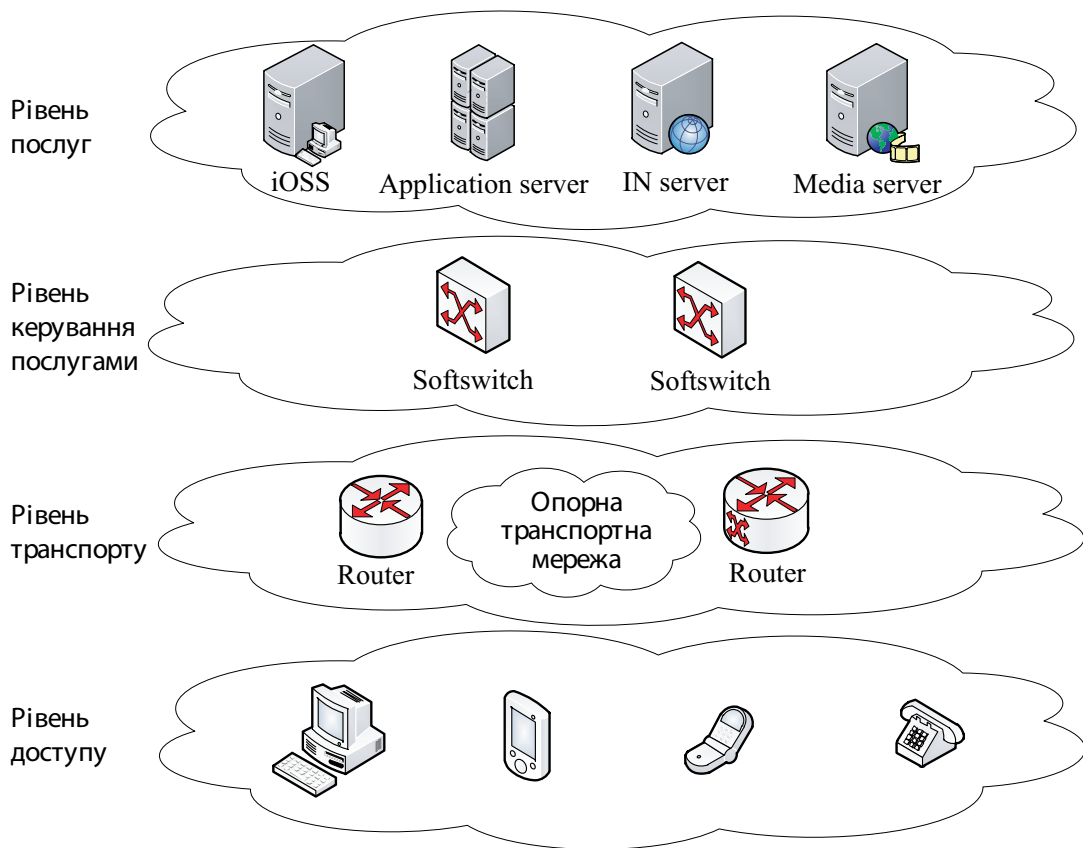 Рівень
послуг
iOSS
Application server
IN server
Media server
Рівень
керування
послугами
Softswitch
Softswitch
Рівень
транспорту
Router
Опорна
транспортна
мережа
Router
Рівень
доступу